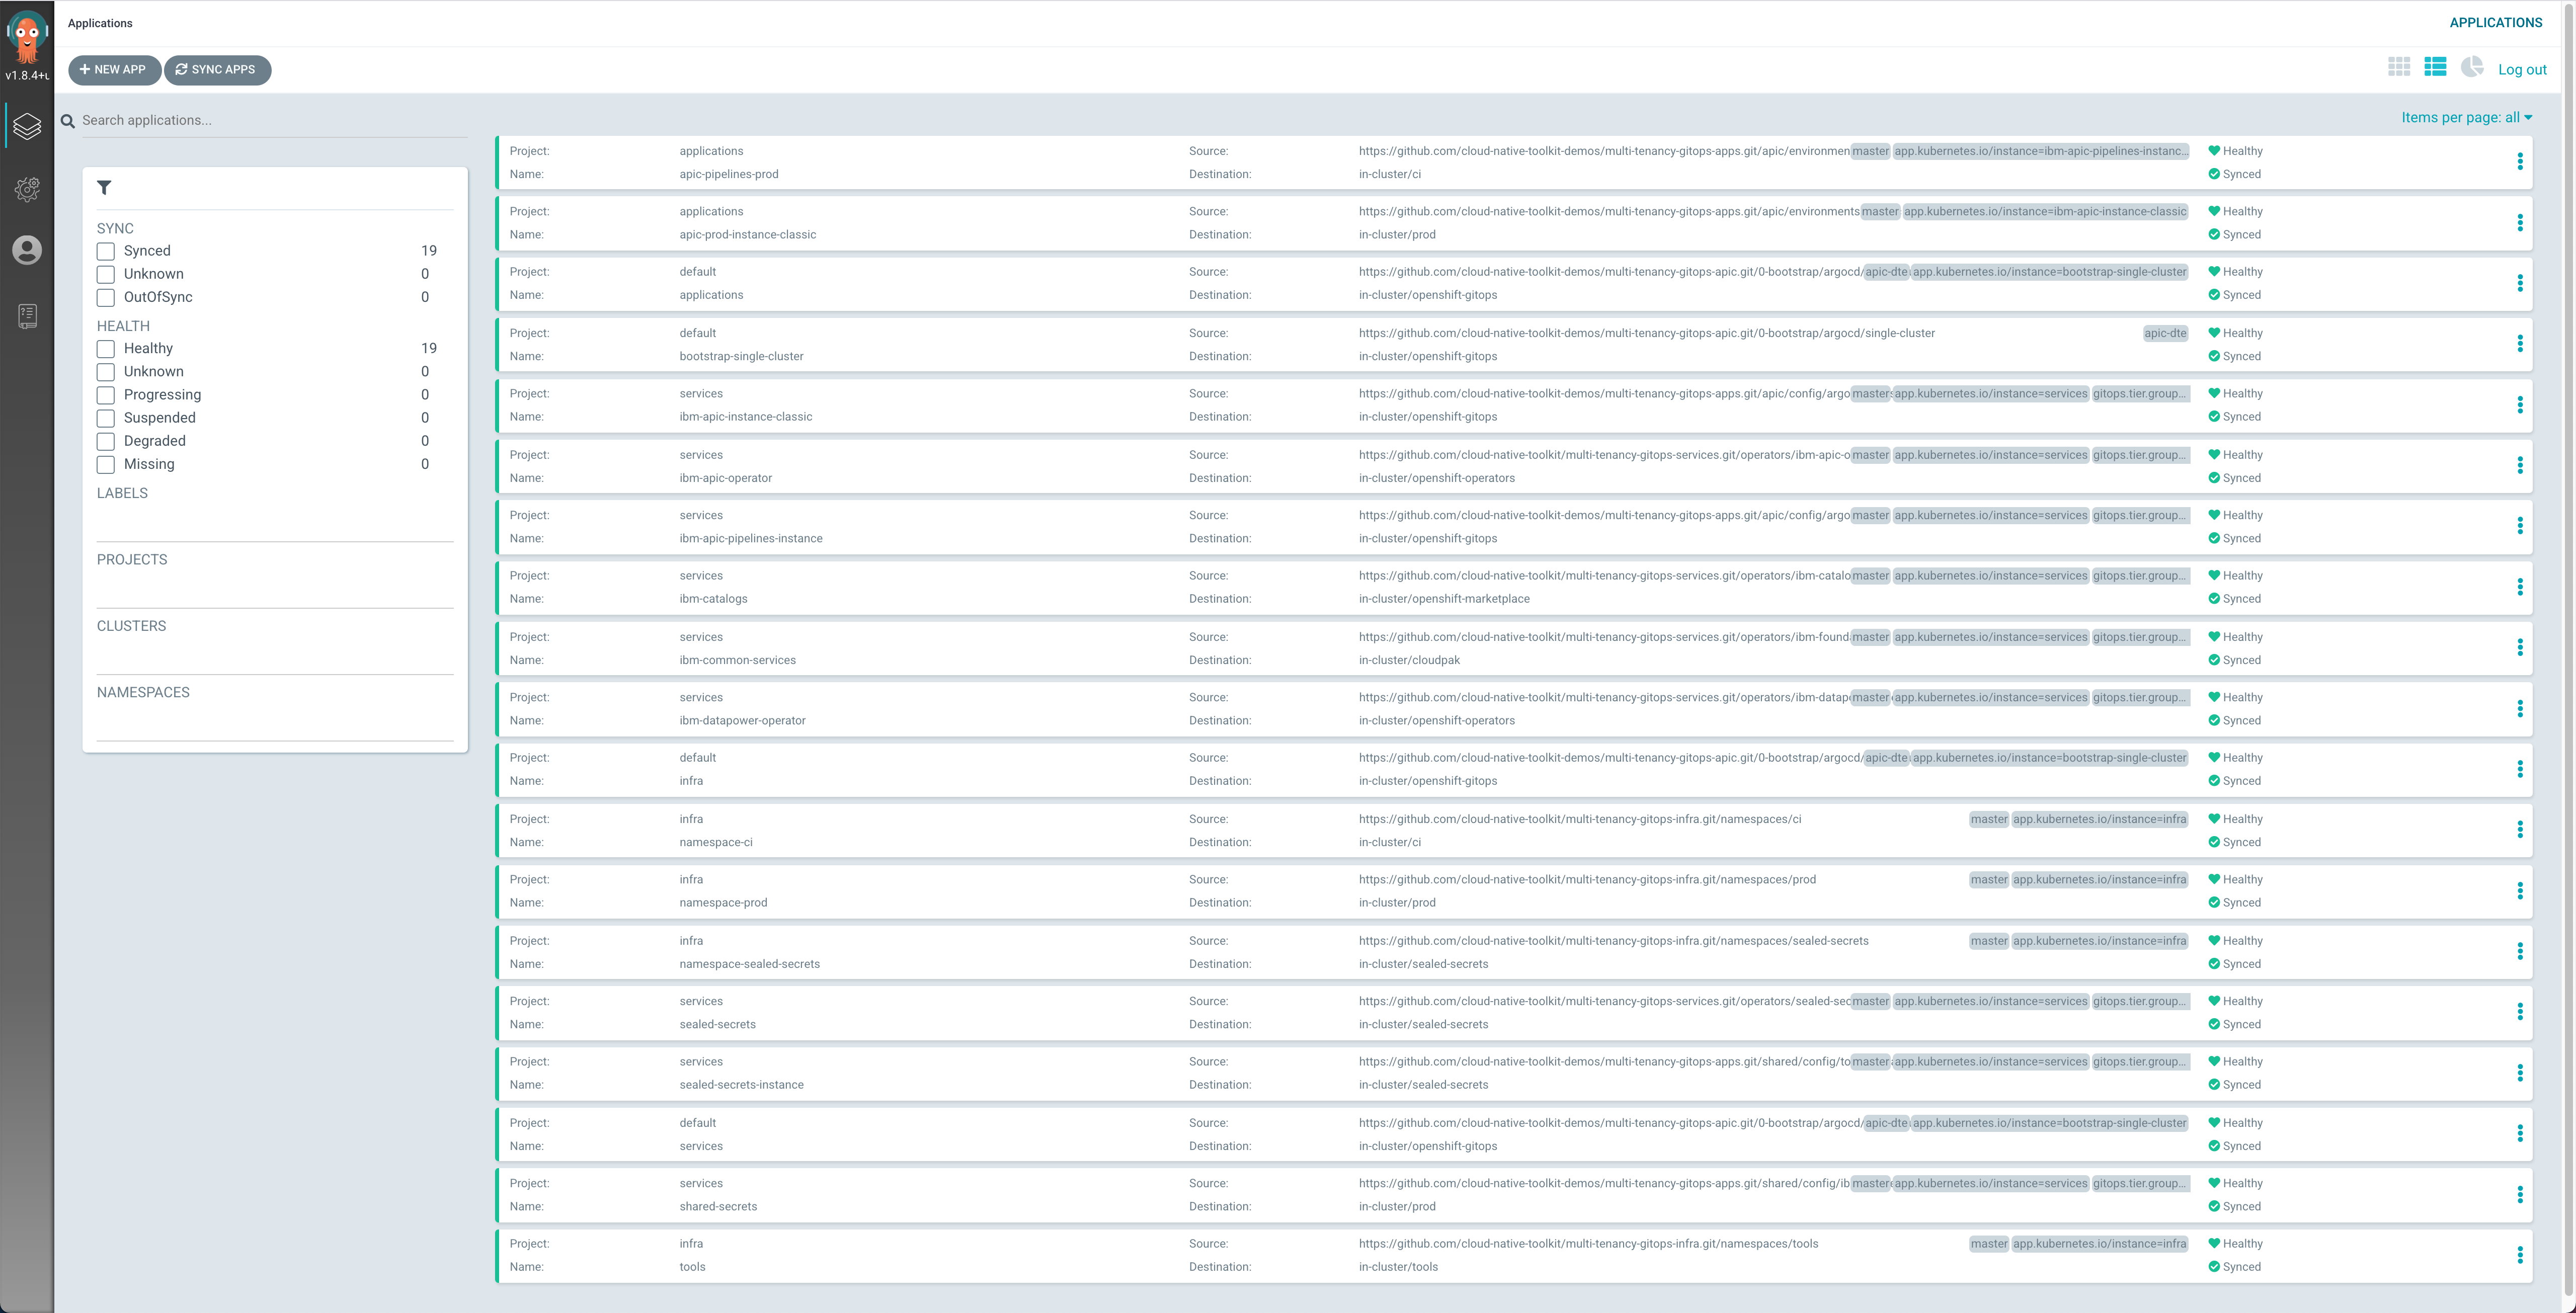 Applications
APPLICATIONS
v1.8.4+
NEW APP
SYNC APPS
Log out
Search applications...
Items per page: all
SYNC
Synced 19
Unknown 0
OutOfSync 0
HEALTH
Healthy 19
Unknown 0
Progressing 0
Suspended 0
Degraded 0
Missing 0
LABELS
PROJECTS
CLUSTERS
NAMESPACES
Project: applications Source: https://github.com/cloud-native-toolkit-demos/multi-tenancy-gitops-apps.git/apic/environmen master app.kubernetes.io/instance=ibm-apic-pipelines-instanc... Healthy
Name: apic-pipelines-prod Destination: in-cluster/ci Synced
Project: applications Source: https://github.com/cloud-native-toolkit-demos/multi-tenancy-gitops-apps.git/apic/environments master app.kubernetes.io/instance=ibm-apic-instance-classic Healthy
Name: apic-prod-instance-classic Destination: in-cluster/prod Synced
Project: default Source: https://github.com/cloud-native-toolkit-demos/multi-tenancy-gitops-apic.git/0-bootstrap/argocd/ apic-dte app.kubernetes.io/instance=bootstrap-single-cluster Healthy
Name: applications Destination: in-cluster/openshift-gitops Synced
Project: default Source: https://github.com/cloud-native-toolkit-demos/multi-tenancy-gitops-apic.git/0-bootstrap/argocd/single-cluster apic-dte Healthy
Name: bootstrap-single-cluster Destination: in-cluster/openshift-gitops Synced
Project: services Source: https://github.com/cloud-native-toolkit-demos/multi-tenancy-gitops-apps.git/apic/config/argo master app.kubernetes.io/instance=services gitops.tier.group... Healthy
Name: ibm-apic-instance-classic Destination: in-cluster/openshift-gitops Synced
Project: services Source: https://github.com/cloud-native-toolkit/multi-tenancy-gitops-services.git/operators/ibm-apic-o master app.kubernetes.io/instance=services gitops.tier.group... Healthy
Name: ibm-apic-operator Destination: in-cluster/openshift-operators Synced
Project: services Source: https://github.com/cloud-native-toolkit-demos/multi-tenancy-gitops-apps.git/apic/config/argo master app.kubernetes.io/instance=services gitops.tier.group... Healthy
Name: ibm-apic-pipelines-instance Destination: in-cluster/openshift-gitops Synced
Project: services Source: https://github.com/cloud-native-toolkit/multi-tenancy-gitops-services.git/operators/ibm-catalo master app.kubernetes.io/instance=services gitops.tier.group... Healthy
Name: ibm-catalogs Destination: in-cluster/openshift-marketplace Synced
Project: services Source: https://github.com/cloud-native-toolkit/multi-tenancy-gitops-services.git/operators/ibm-found master app.kubernetes.io/instance=services gitops.tier.group... Healthy
Name: ibm-common-services Destination: in-cluster/cloudpak Synced
Project: services Source: https://github.com/cloud-native-toolkit/multi-tenancy-gitops-services.git/operators/ibm-datap master app.kubernetes.io/instance=services gitops.tier.group... Healthy
Name: ibm-datapower-operator Destination: in-cluster/openshift-operators Synced
Project: default Source: https://github.com/cloud-native-toolkit-demos/multi-tenancy-gitops-apic.git/0-bootstrap/argocd/ apic-dte app.kubernetes.io/instance=bootstrap-single-cluster Healthy
Name: infra Destination: in-cluster/openshift-gitops Synced
Project: infra Source: https://github.com/cloud-native-toolkit/multi-tenancy-gitops-infra.git/namespaces/ci master app.kubernetes.io/instance=infra Healthy
Name: namespace-ci Destination: in-cluster/ci Synced
Project: infra Source: https://github.com/cloud-native-toolkit/multi-tenancy-gitops-infra.git/namespaces/prod master app.kubernetes.io/instance=infra Healthy
Name: namespace-prod Destination: in-cluster/prod Synced
Project: infra Source: https://github.com/cloud-native-toolkit/multi-tenancy-gitops-infra.git/namespaces/sealed-secrets master app.kubernetes.io/instance=infra Healthy
Name: namespace-sealed-secrets Destination: in-cluster/sealed-secrets Synced
Project: services Source: https://github.com/cloud-native-toolkit/multi-tenancy-gitops-services.git/operators/sealed-sec master app.kubernetes.io/instance=services gitops.tier.group... Healthy
Name: sealed-secrets Destination: in-cluster/sealed-secrets Synced
Project: services Source: https://github.com/cloud-native-toolkit-demos/multi-tenancy-gitops-apps.git/shared/config/to master app.kubernetes.io/instance=services gitops.tier.group... Healthy
Name: sealed-secrets-instance Destination: in-cluster/sealed-secrets Synced
Project: default Source: https://github.com/cloud-native-toolkit-demos/multi-tenancy-gitops-apic.git/0-bootstrap/argocd/ apic-dte app.kubernetes.io/instance=bootstrap-single-cluster Healthy
Name: services Destination: in-cluster/openshift-gitops Synced
Project: services Source: https://github.com/cloud-native-toolkit-demos/multi-tenancy-gitops-apps.git/shared/config/ib master app.kubernetes.io/instance=services gitops.tier.group... Healthy
Name: shared-secrets Destination: in-cluster/prod Synced
Project: infra Source: https://github.com/cloud-native-toolkit/multi-tenancy-gitops-infra.git/namespaces/tools master app.kubernetes.io/instance=infra Healthy
Name: tools Destination: in-cluster/tools Synced